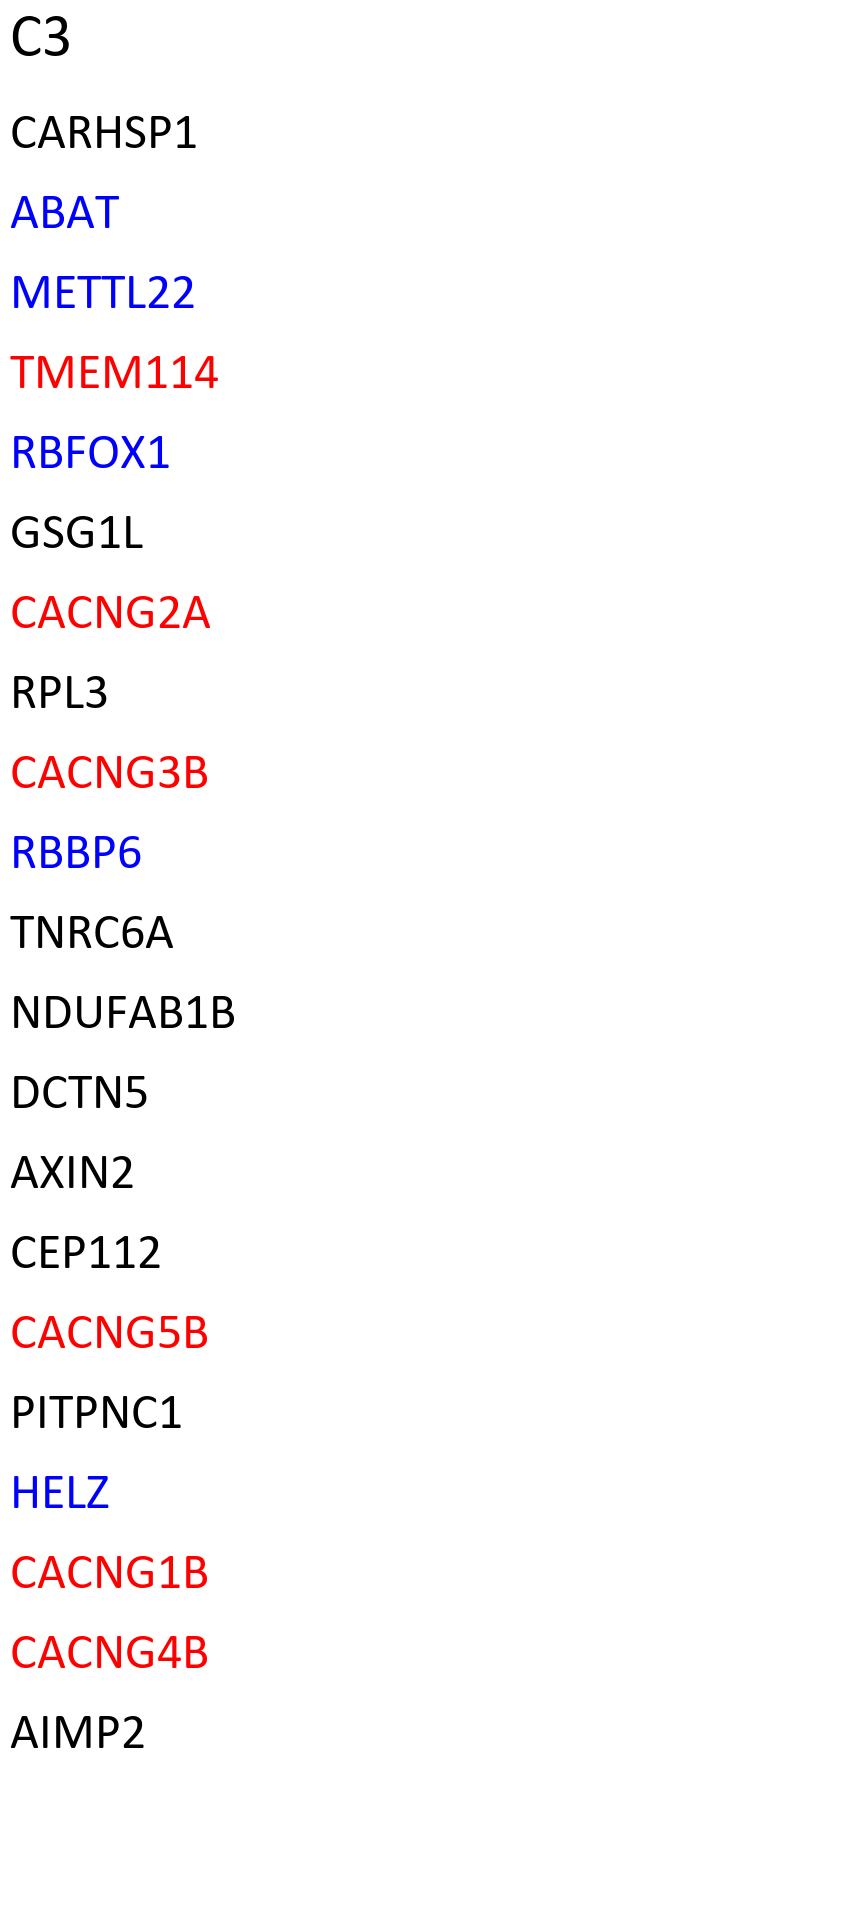 C3
CARHSP1
ABAT
METTL22
TMEM114
RBFOX1
GSG1L
CACNG2A
RPL3
CACNG3B
RBBP6
TNRC6A
NDUFAB1B
DCTN5
AXIN2
CEP112
CACNG5B
PITPNC1
HELZ
CACNG1B
CACNG4B
AIMP2